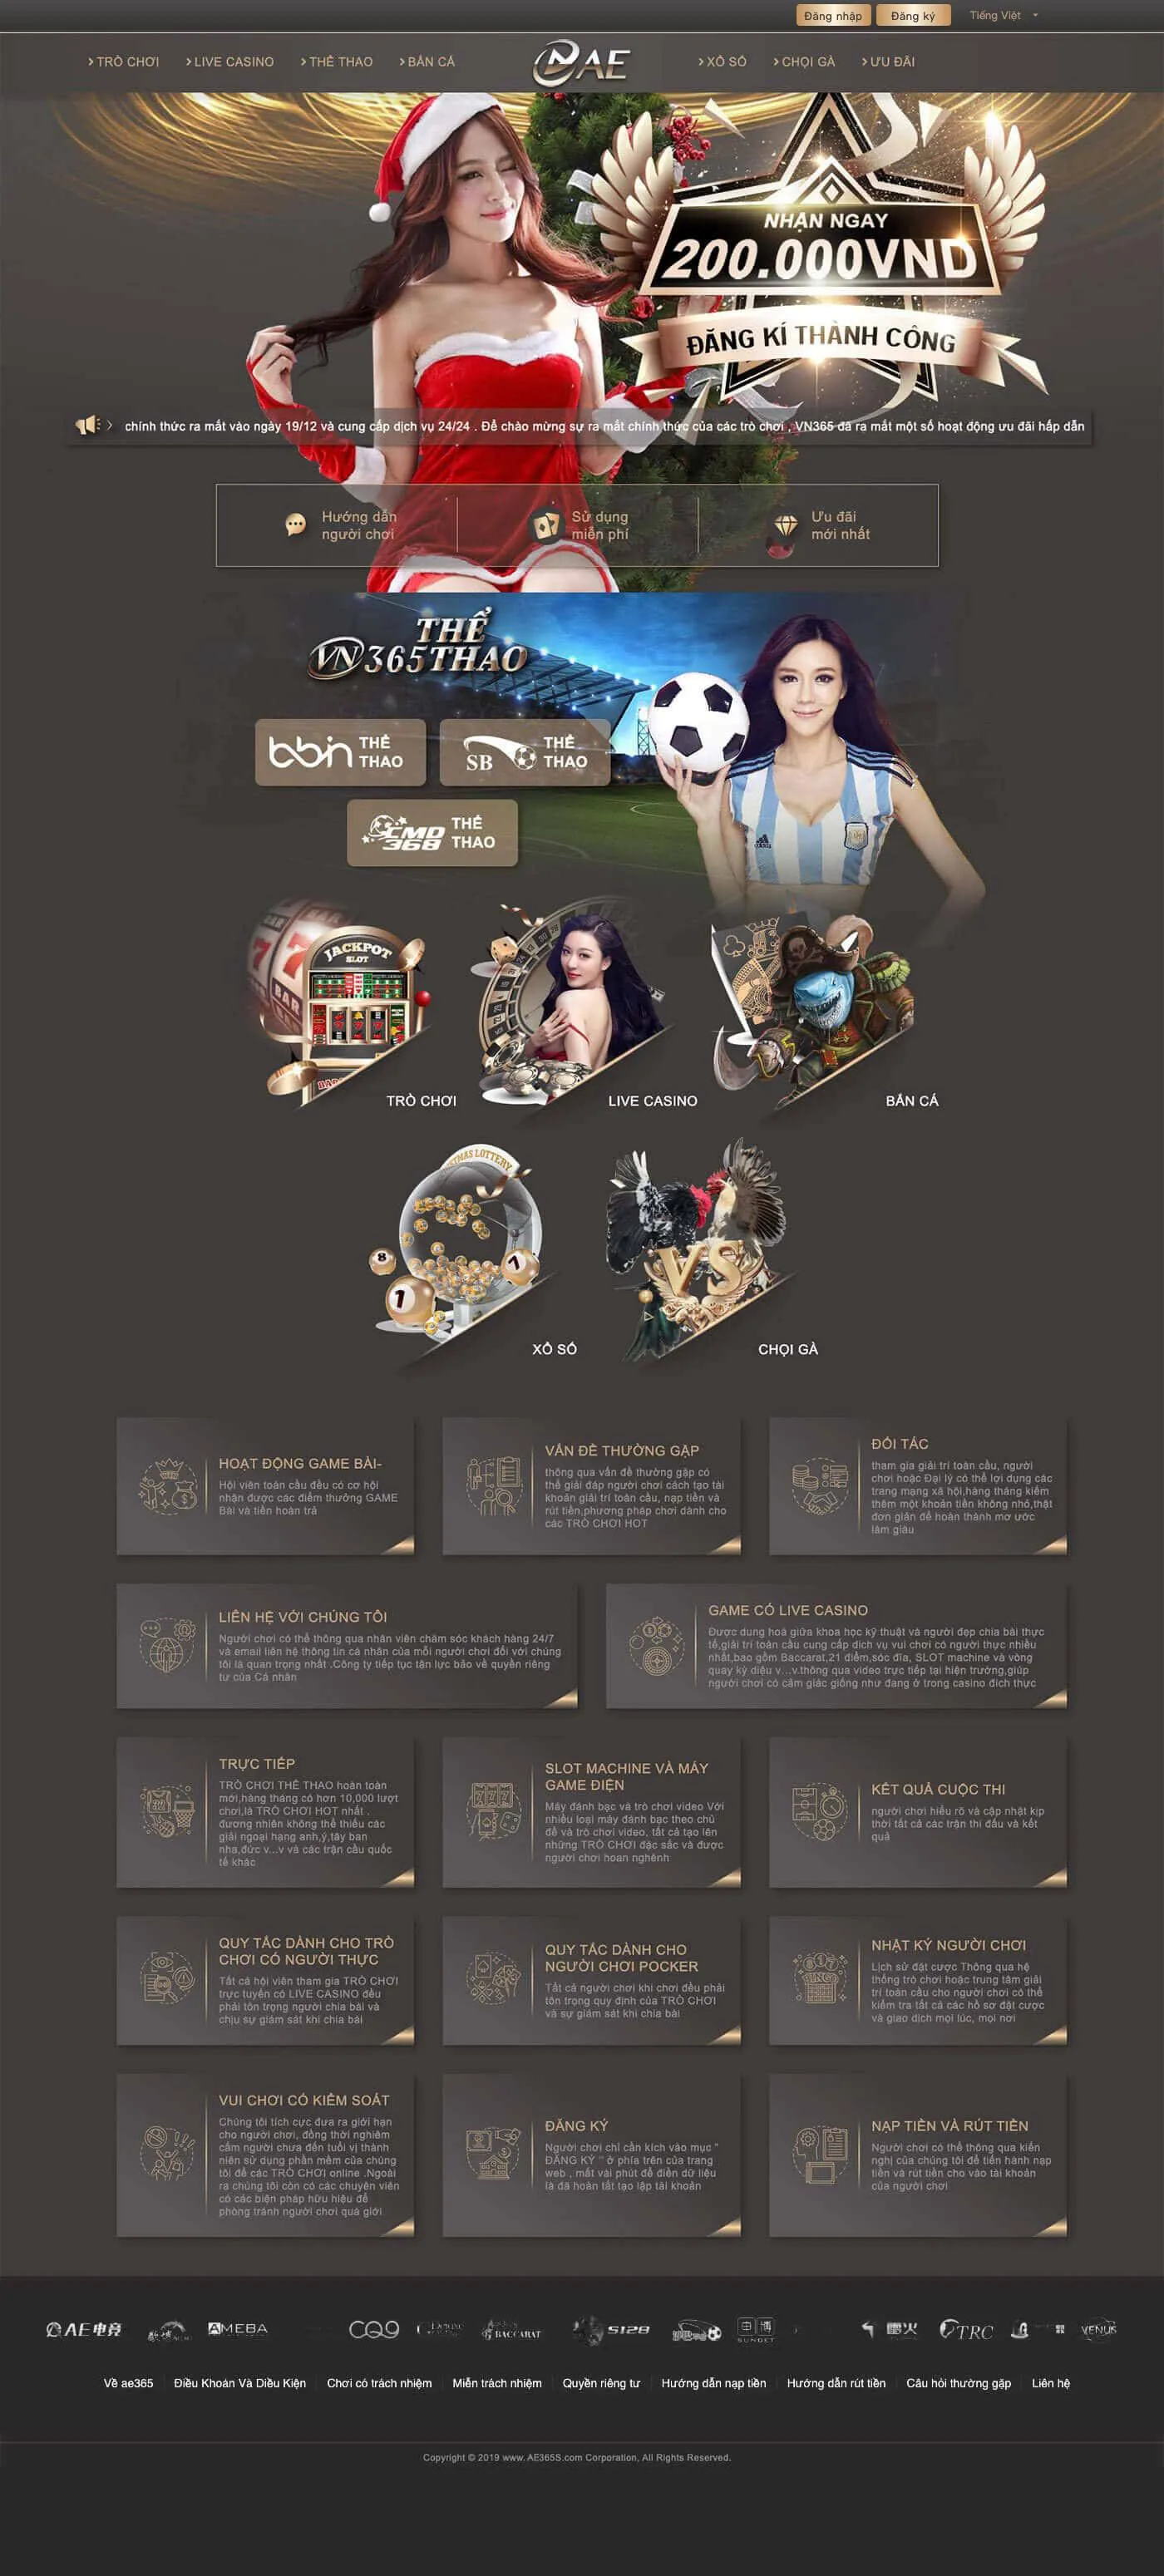 Đăng nhập
Đăng ký
Tiếng Việt
TRÒ CHƠI
LIVE CASINO
THỂ THAO
BẮN CÁ
AE
XỔ SỐ
CHỌI GÀ
ƯU ĐÃI
NHẬN NGAY
200.000VND
ĐĂNG KÍ THÀNH CÔNG
chính thức ra mắt vào ngày 19/12 và cung cấp dịch vụ 24/24 . Để chào mừng sự ra mắt chính thức của các trò chơi , VN365 đã ra mắt một số hoạt động ưu đãi hấp dẫn
Hướng dẫn
người chơi
Sử dụng
miễn phí
Ưu đãi
mới nhất
THỂ
VN365THAO
bbin THỂ
THAO
SB THỂ
THAO
CMD
368 THỂ
THAO
JACKPOT
SLOT
TRÒ CHƠI
LIVE CASINO
BẮN CÁ
LOTTERY
8
1
7
XỔ SỐ
VS
CHỌI GÀ
HOẠT ĐỘNG GAME BÀI-
Hội viên toàn cầu đều có cơ hội
nhận được các điểm thưởng GAME
Bài và tiền hoàn trả
VẤN ĐỀ THƯỜNG GẶP
thông qua vấn đề thường gặp có
thể giải đáp người chơi cách tạo tài
khoản giải trí toàn cầu, nạp tiền và
rút tiền,phương pháp chơi dành cho
các TRÒ CHƠI HOT
ĐỐI TÁC
tham gia giải trí toàn cầu, người
chơi hoặc Đại lý có thể lợi dụng các
trang mạng xã hội,hàng tháng kiếm
thêm một khoản tiền không nhỏ,thật
đơn giản để hoàn thành mơ ước
làm giàu
LIÊN HỆ VỚI CHÚNG TÔI
Người chơi có thể thông qua nhân viên chăm sóc khách hàng 24/7
và email liên hệ thông tin cá nhân của mỗi người chơi đối với chúng
tôi là quan trọng nhất .Công ty tiếp tục tận lực bảo vệ quyền riêng
tư của Cá nhân
GAME CÓ LIVE CASINO
Được dung hoà giữa khoa học kỹ thuật và người đẹp chia bài thực
tế,giải trí toàn cầu cung cấp dịch vụ vui chơi có người thực nhiều
nhất,bao gồm Baccarat,21 điểm,sóc đĩa, SLOT machine và vòng
quay kỳ diệu v...v.thông qua video trực tiếp tại hiện trường,giúp
người chơi có cảm giác giống như đang ở trong casino đích thực
TRỰC TIẾP
TRÒ CHƠI THỂ THAO hoàn toàn
mới,hàng tháng có hơn 10,000 lượt
chơi,là TRÒ CHƠI HOT nhất .
đương nhiên không thể thiếu các
giải ngoại hạng anh,ý,tây ban
nha,đức v...v và các trận cầu quốc
tế khác
SLOT MACHINE VÀ MÁY
GAME ĐIỆN
Máy đánh bạc và trò chơi video Với
nhiều loại máy đánh bạc theo chủ
đề và trò chơi video, tất cả tạo lên
những TRÒ CHƠI đặc sắc và được
người chơi hoan nghênh
KẾT QUẢ CUỘC THI
người chơi hiểu rõ và cập nhật kịp
thời tất cả các trận thi đấu và kết
quả
QUY TẮC DÀNH CHO TRÒ
CHƠI CÓ NGƯỜI THỰC
Tất cả hội viên tham gia TRÒ CHƠI
trực tuyến có LIVE CASINO đều
phải tôn trọng người chia bài và
chịu sự giám sát khi chia bài
QUY TẮC DÀNH CHO
NGƯỜI CHƠI POCKER
Tất cả người chơi khi chơi đều phải
tôn trọng quy định của TRÒ CHƠI
và sự giám sát khi chia bài
NHẬT KÝ NGƯỜI CHƠI
Lịch sử đặt cược Thông qua hệ
thống trò chơi hoặc trung tâm giải
trí toàn cầu cho người chơi có thể
kiểm tra tất cả các hồ sơ đặt cược
và giao dịch mọi lúc, mọi nơi
VUI CHƠI CÓ KIỂM SOÁT
Chúng tôi tích cực đưa ra giới hạn
cho người chơi, đồng thời nghiêm
cấm người chưa đến tuổi vị thành
niên sử dụng phần mềm của chúng
tôi để các TRÒ CHƠI online .Ngoài
ra chúng tôi còn có các chuyên viên
có các biện pháp hữu hiệu để
phòng tránh người chơi quá giới
ĐĂNG KÝ
Người chơi chỉ cần kích vào mục "
ĐĂNG KÝ " ở phía trên của trang
web , mất vài phút để điền dữ liệu
là đã hoàn tất tạo lập tài khoản
NẠP TIỀN VÀ RÚT TIỀN
Người chơi có thể thông qua kiến
nghị của chúng tôi để tiến hành nạp
tiền và rút tiền cho vào tài khoản
của người chơi
AE电竞
AMEBA
CQ9
BACCARAT
S128
申博
SUNBET
TRC
VENUS
Về ae365
Điều Khoản Và Điều Kiện
Chơi có trách nhiệm
Miễn trách nhiệm
Quyền riêng tư
Hướng dẫn nạp tiền
Hướng dẫn rút tiền
Câu hỏi thường gặp
Liên hệ
Copyright © 2019 www. AE365S.com Corporation, All Rights Reserved.